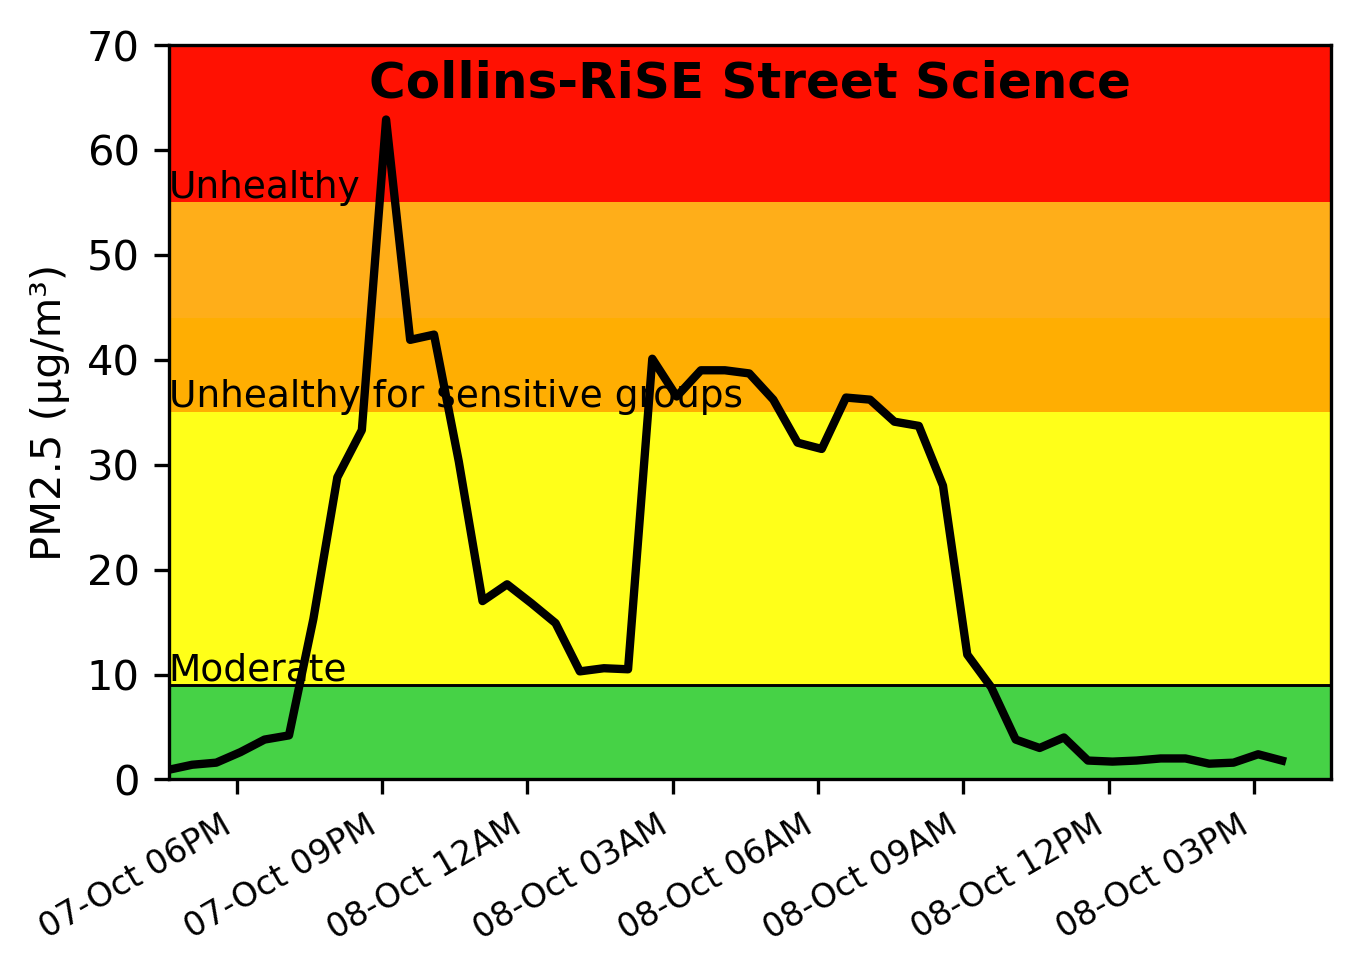 Collins-RiSE Street Science
Unhealthy
Unhealthy for sensitive groups
Moderate
PM2.5 (µg/m³)
70
60
50
40
30
20
10
0
07-Oct 06PM
07-Oct 09PM
08-Oct 12AM
08-Oct 03AM
08-Oct 06AM
08-Oct 09AM
08-Oct 12PM
08-Oct 03PM